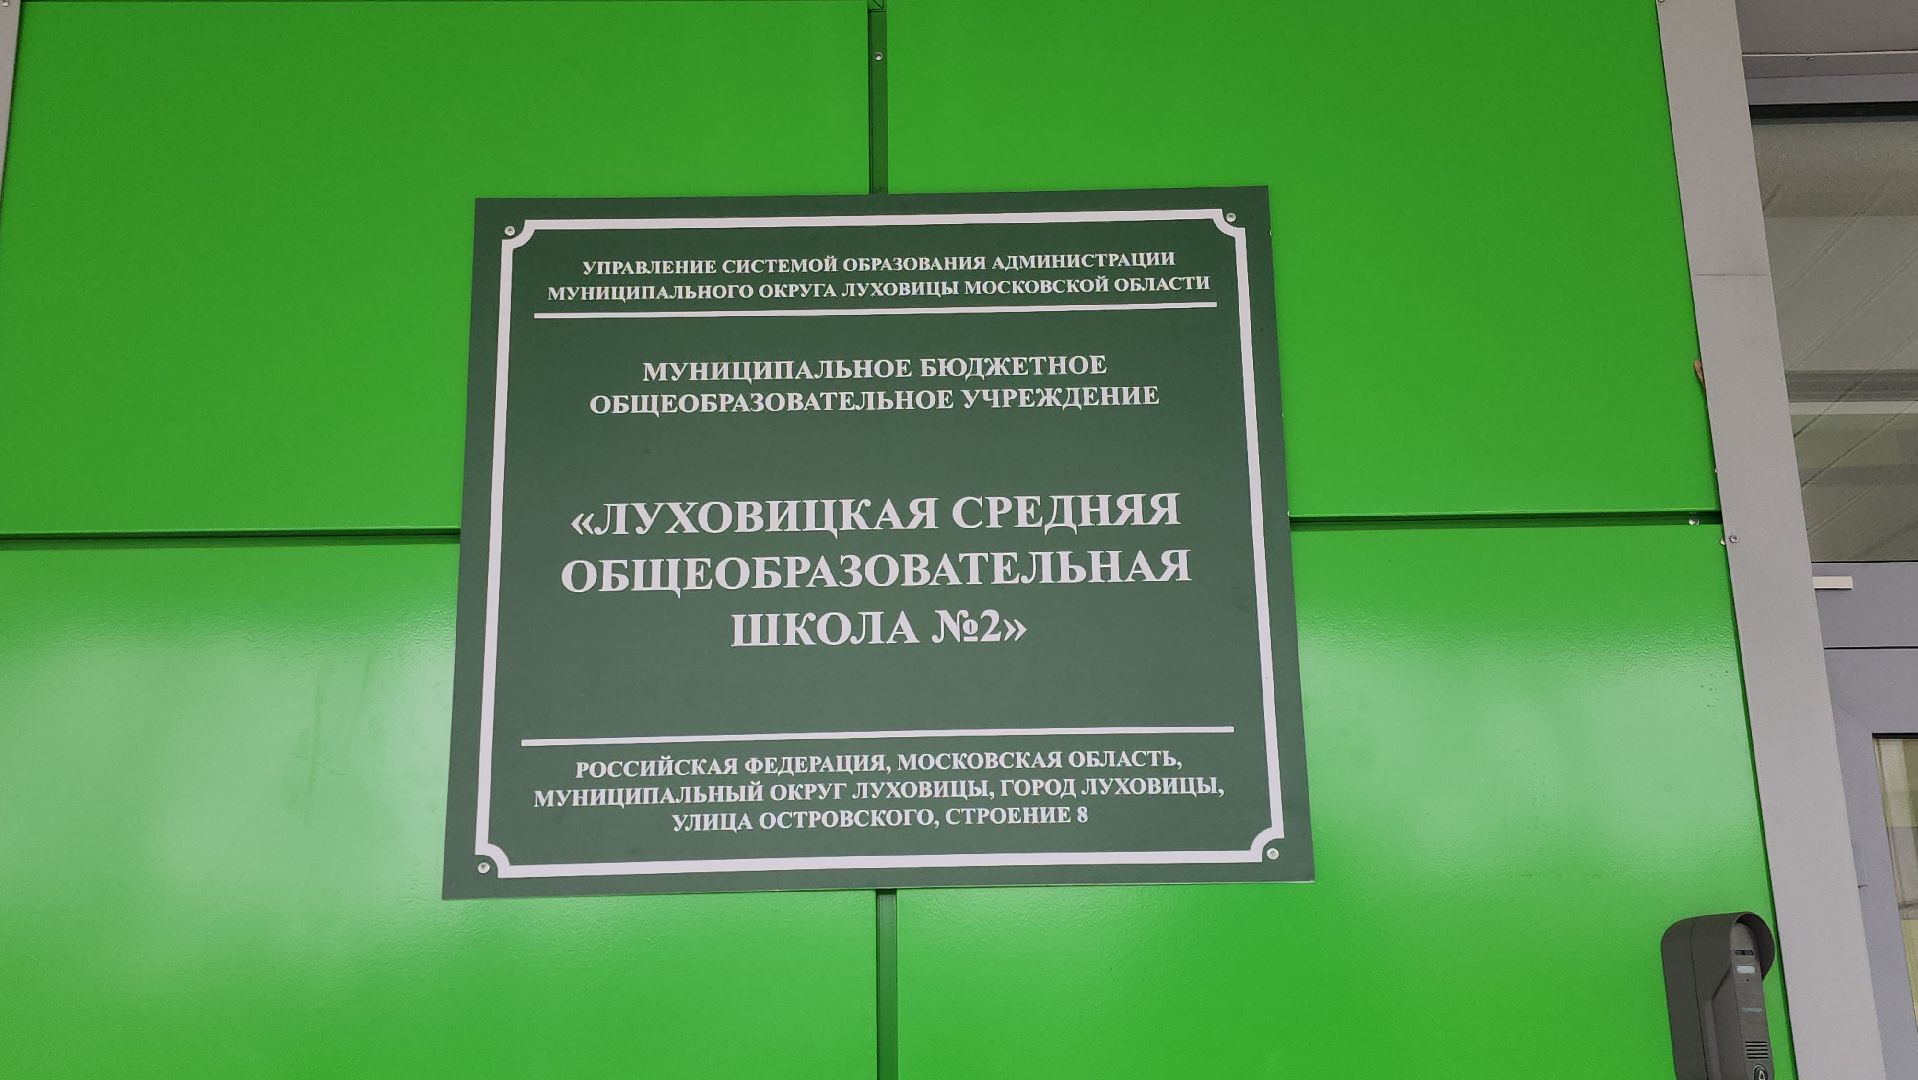 УПРАВЛЕНИЕ СИСТЕМОЙ ОБРАЗОВАНИЯ АДМИНИСТРАЦИИ
МУНИЦИПАЛЬНОГО ОКРУГА ЛУХОВИЦЫ МОСКОВСКОЙ ОБЛАСТИ
МУНИЦИПАЛЬНОЕ БЮДЖЕТНОЕ
ОБЩЕОБРАЗОВАТЕЛЬНОЕ УЧРЕЖДЕНИЕ
«ЛУХОВИЦКАЯ СРЕДНЯЯ
ОБЩЕОБРАЗОВАТЕЛЬНАЯ
ШКОЛА №2»
РОССИЙСКАЯ ФЕДЕРАЦИЯ, МОСКОВСКАЯ ОБЛАСТЬ,
МУНИЦИПАЛЬНЫЙ ОКРУГ ЛУХОВИЦЫ, ГОРОД ЛУХОВИЦЫ,
УЛИЦА ОСТРОВСКОГО, СТРОЕНИЕ 8